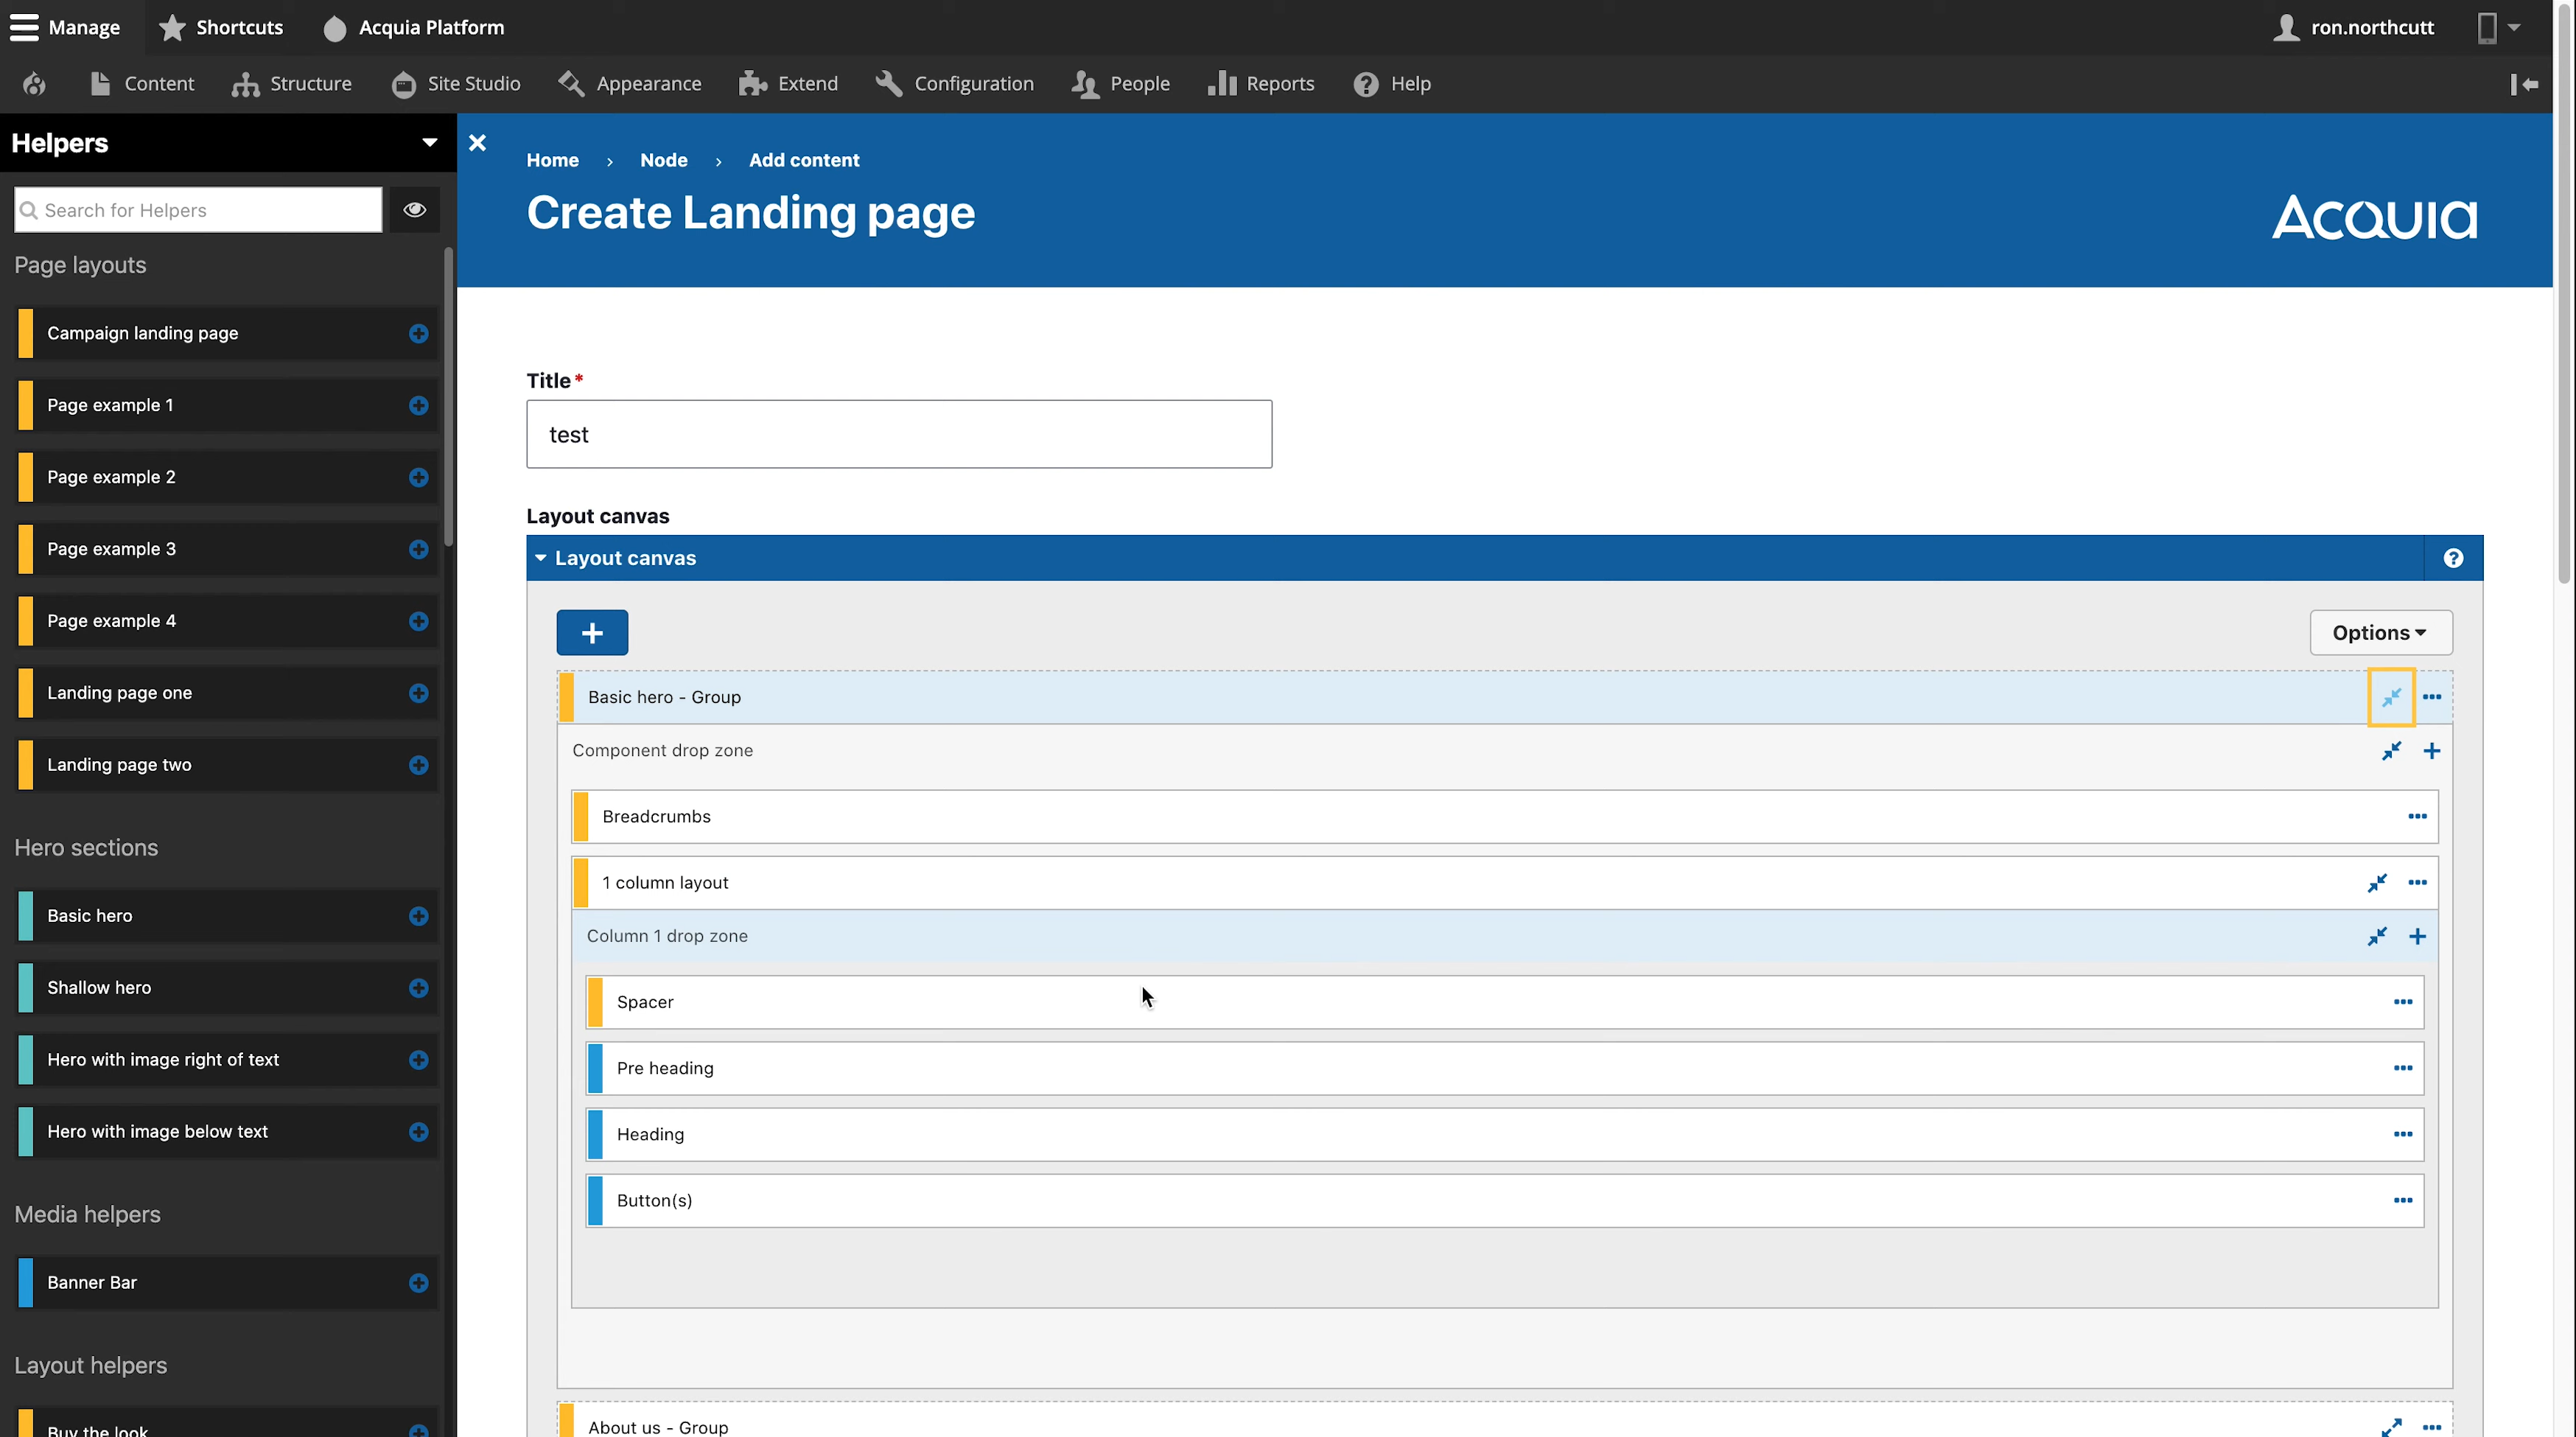 Manage
Shortcuts
Acquia Platform
ron.northcutt
Content
Structure
Site Studio
Appearance
Extend
Configuration
People
Reports
Help
Helpers
Search for Helpers
Page layouts
Campaign landing page
Page example 1
Page example 2
Page example 3
Page example 4
Landing page one
Landing page two
Hero sections
Basic hero
Shallow hero
Hero with image right of text
Hero with image below text
Media helpers
Banner Bar
Layout helpers
Buy the look
Home › Node › Add content
Create Landing page
Acquia
Title*
test
Layout canvas
Layout canvas
Options
Basic hero - Group
Component drop zone
Breadcrumbs
1 column layout
Column 1 drop zone
Spacer
Pre heading
Heading
Button(s)
About us - Group